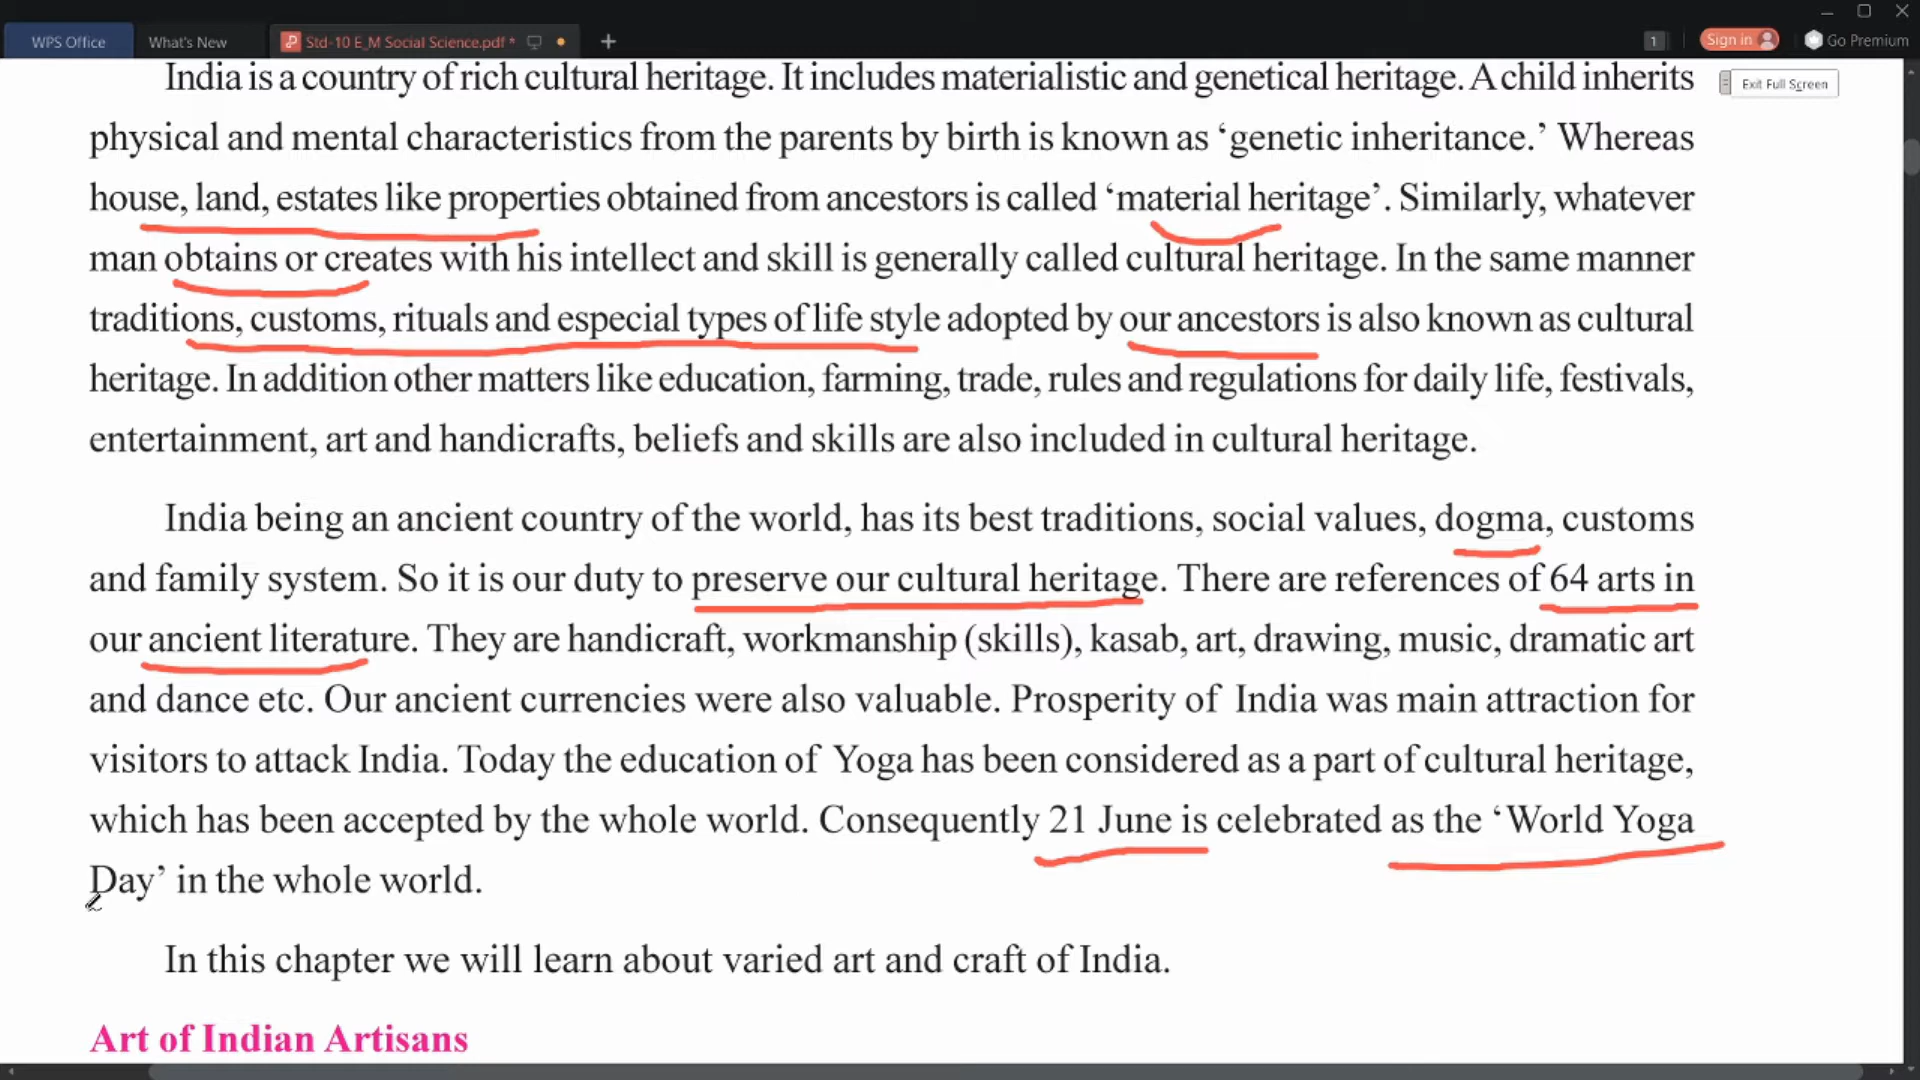 WPS Office
What's New
Std-10 E_M Social Science.pdf *
1
Sign in
Go Premium
Exit Full Screen
India is a country of rich cultural heritage. It includes materialistic and genetical heritage. A child inherits
physical and mental characteristics from the parents by birth is known as ‘genetic inheritance.’ Whereas
house, land, estates like properties obtained from ancestors is called ‘material heritage’. Similarly, whatever
man obtains or creates with his intellect and skill is generally called cultural heritage. In the same manner
traditions, customs, rituals and especial types of life style adopted by our ancestors is also known as cultural
heritage. In addition other matters like education, farming, trade, rules and regulations for daily life, festivals,
entertainment, art and handicrafts, beliefs and skills are also included in cultural heritage.
India being an ancient country of the world, has its best traditions, social values, dogma, customs
and family system. So it is our duty to preserve our cultural heritage. There are references of 64 arts in
our ancient literature. They are handicraft, workmanship (skills), kasab, art, drawing, music, dramatic art
and dance etc. Our ancient currencies were also valuable. Prosperity of India was main attraction for
visitors to attack India. Today the education of Yoga has been considered as a part of cultural heritage,
which has been accepted by the whole world. Consequently 21 June is celebrated as the ‘World Yoga
Day’ in the whole world.
In this chapter we will learn about varied art and craft of India.
Art of Indian Artisans